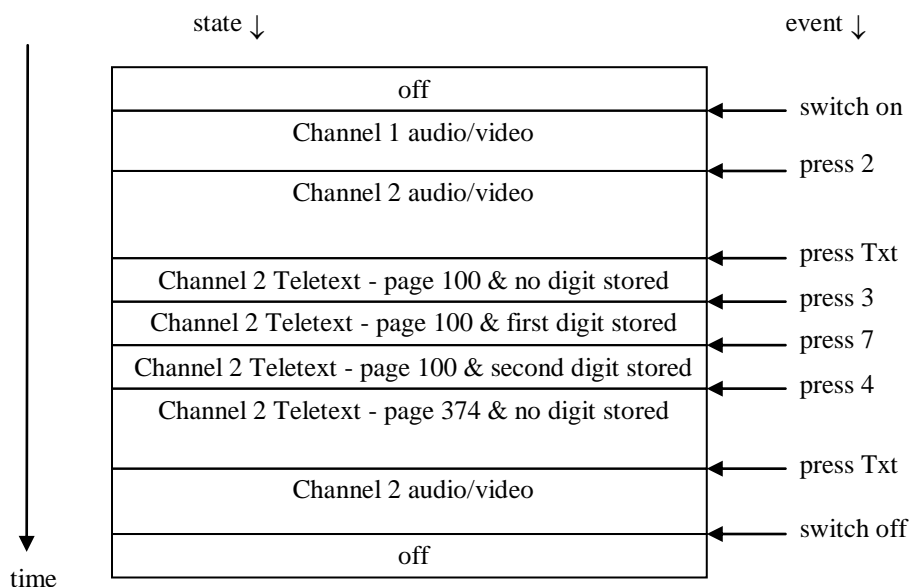 state ↓ event ↓
off
switch on
Channel 1 audio/video
press 2
Channel 2 audio/video
press Txt
Channel 2 Teletext - page 100 & no digit stored
press 3
Channel 2 Teletext - page 100 & first digit stored
press 7
Channel 2 Teletext - page 100 & second digit stored
press 4
Channel 2 Teletext - page 374 & no digit stored
press Txt
Channel 2 audio/video
switch off
off
time